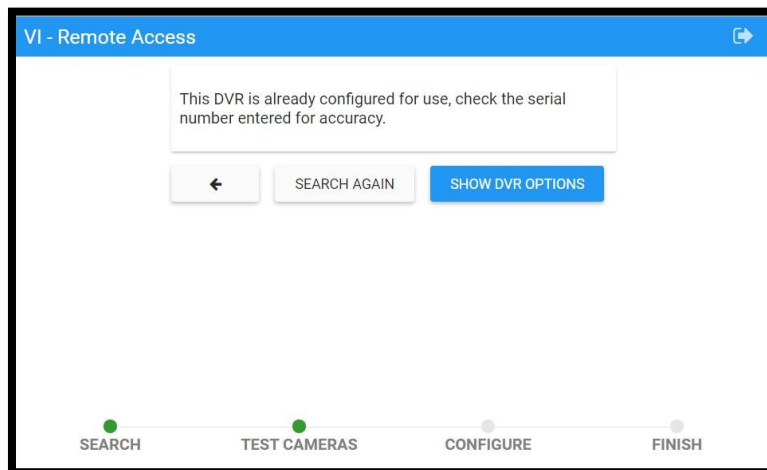 VI - Remote Access
This DVR is already configured for use, check the serial
number entered for accuracy.
SEARCH AGAIN
SHOW DVR OPTIONS
SEARCH
TEST CAMERAS
CONFIGURE
FINISH